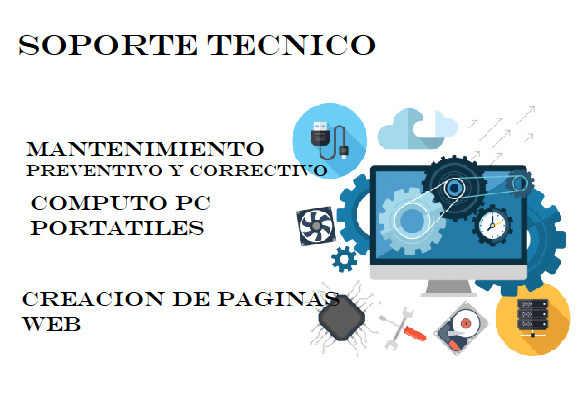 SOPORTE TECNICO
MANTENIMIENTO
PREVENTIVO Y CORRECTIVO
COMPUTO PC
PORTATILES
CREACION DE PAGINAS
WEB